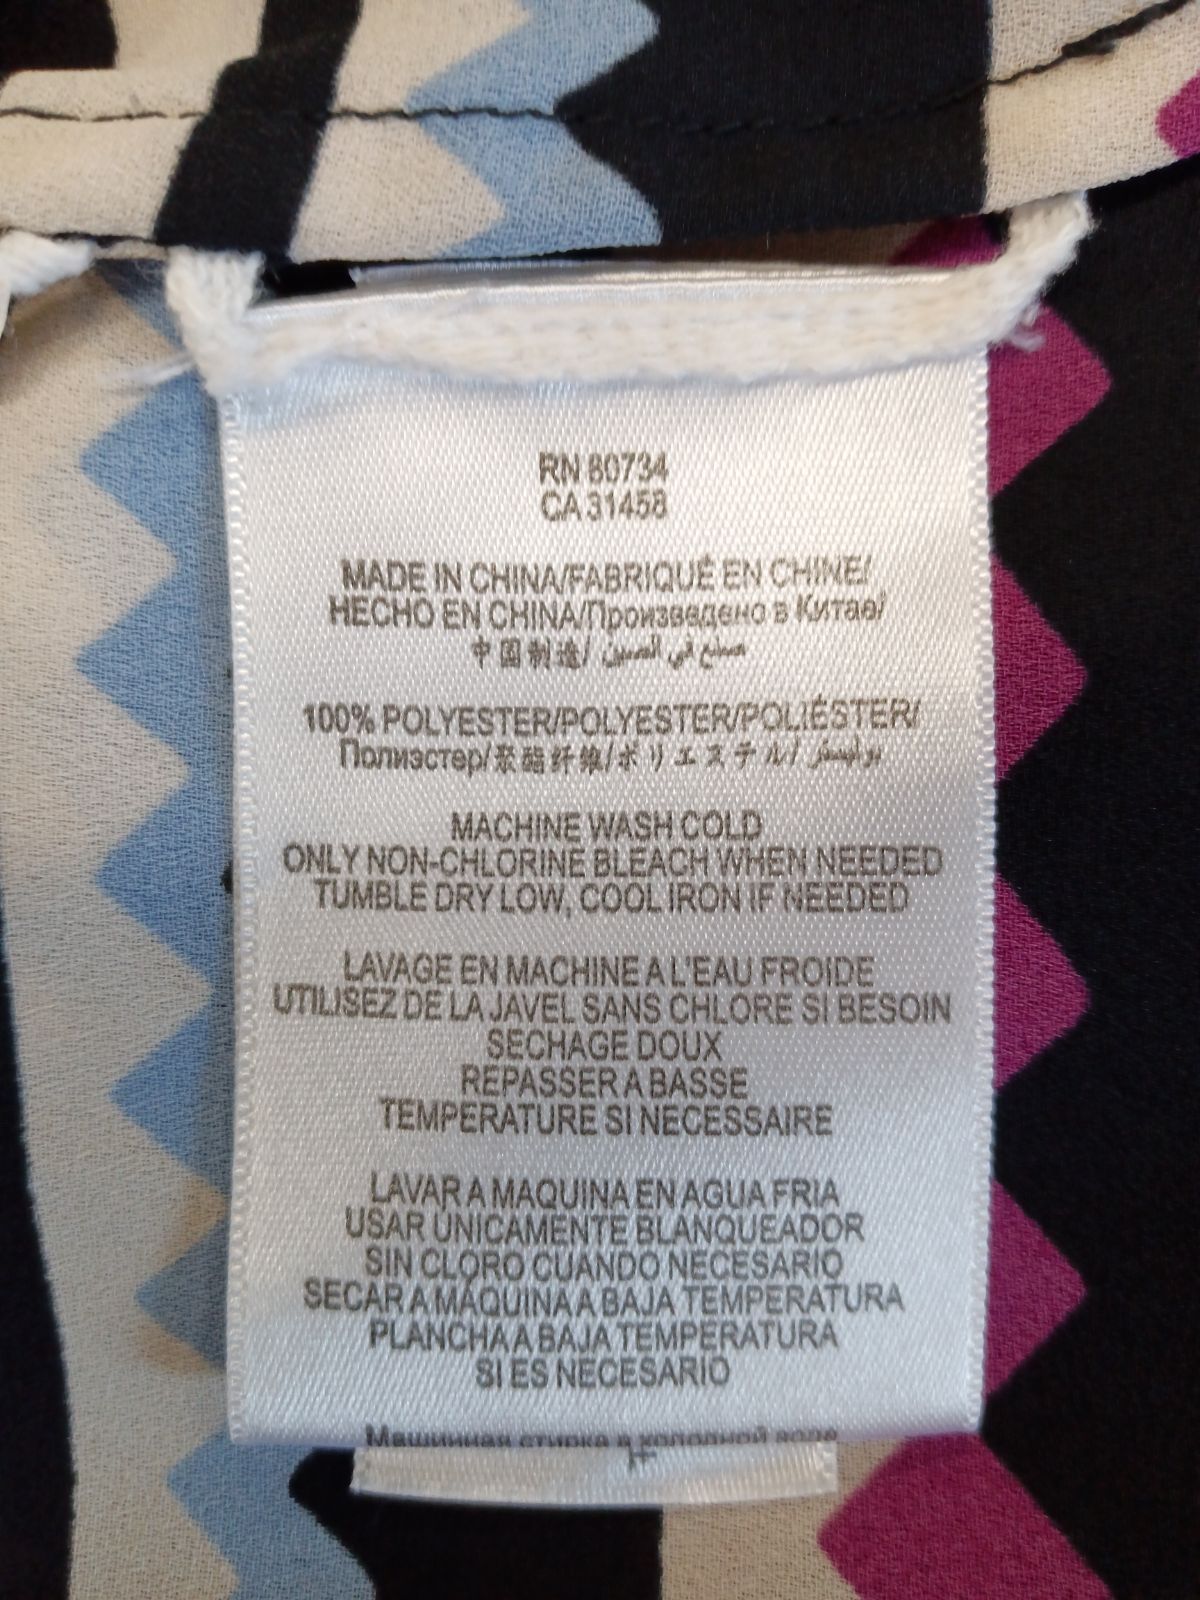 RN 60734
CA 31458
MADE IN CHINA/FABRIQUÉ EN CHINE/
HECHO EN CHINA/Произведено в Китае/
中国制造/ صنع في الصين
100% POLYESTER/POLYESTER/POLIÉSTER/
Полиэстер/聚酯纤维/ポリエステル/ بوليستر
MACHINE WASH COLD
ONLY NON-CHLORINE BLEACH WHEN NEEDED
TUMBLE DRY LOW, COOL IRON IF NEEDED
LAVAGE EN MACHINE A L'EAU FROIDE
UTILISEZ DE LA JAVEL SANS CHLORE SI BESOIN
SECHAGE DOUX
REPASSER A BASSE
TEMPERATURE SI NECESSAIRE
LAVAR A MAQUINA EN AGUA FRIA
USAR UNICAMENTE BLANQUEADOR
SIN CLORO CUANDO NECESARIO
SECAR A MAQUINA A BAJA TEMPERATURA
PLANCHA A BAJA TEMPERATURA
SI ES NECESARIO
Машинная стирка в холодной воде